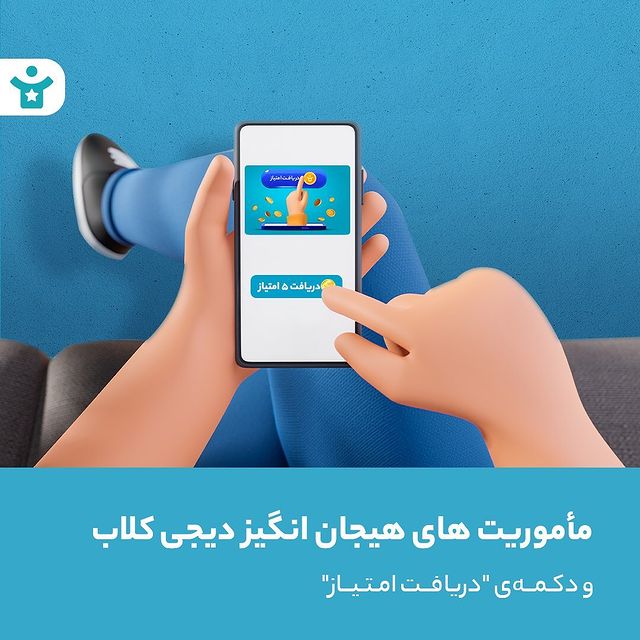 دریافت امتیاز
دریافت ۵ امتیاز
مأموریت های هیجان انگیز دیجی کلاب
و دکمه‌ی "دریافت امتیاز"